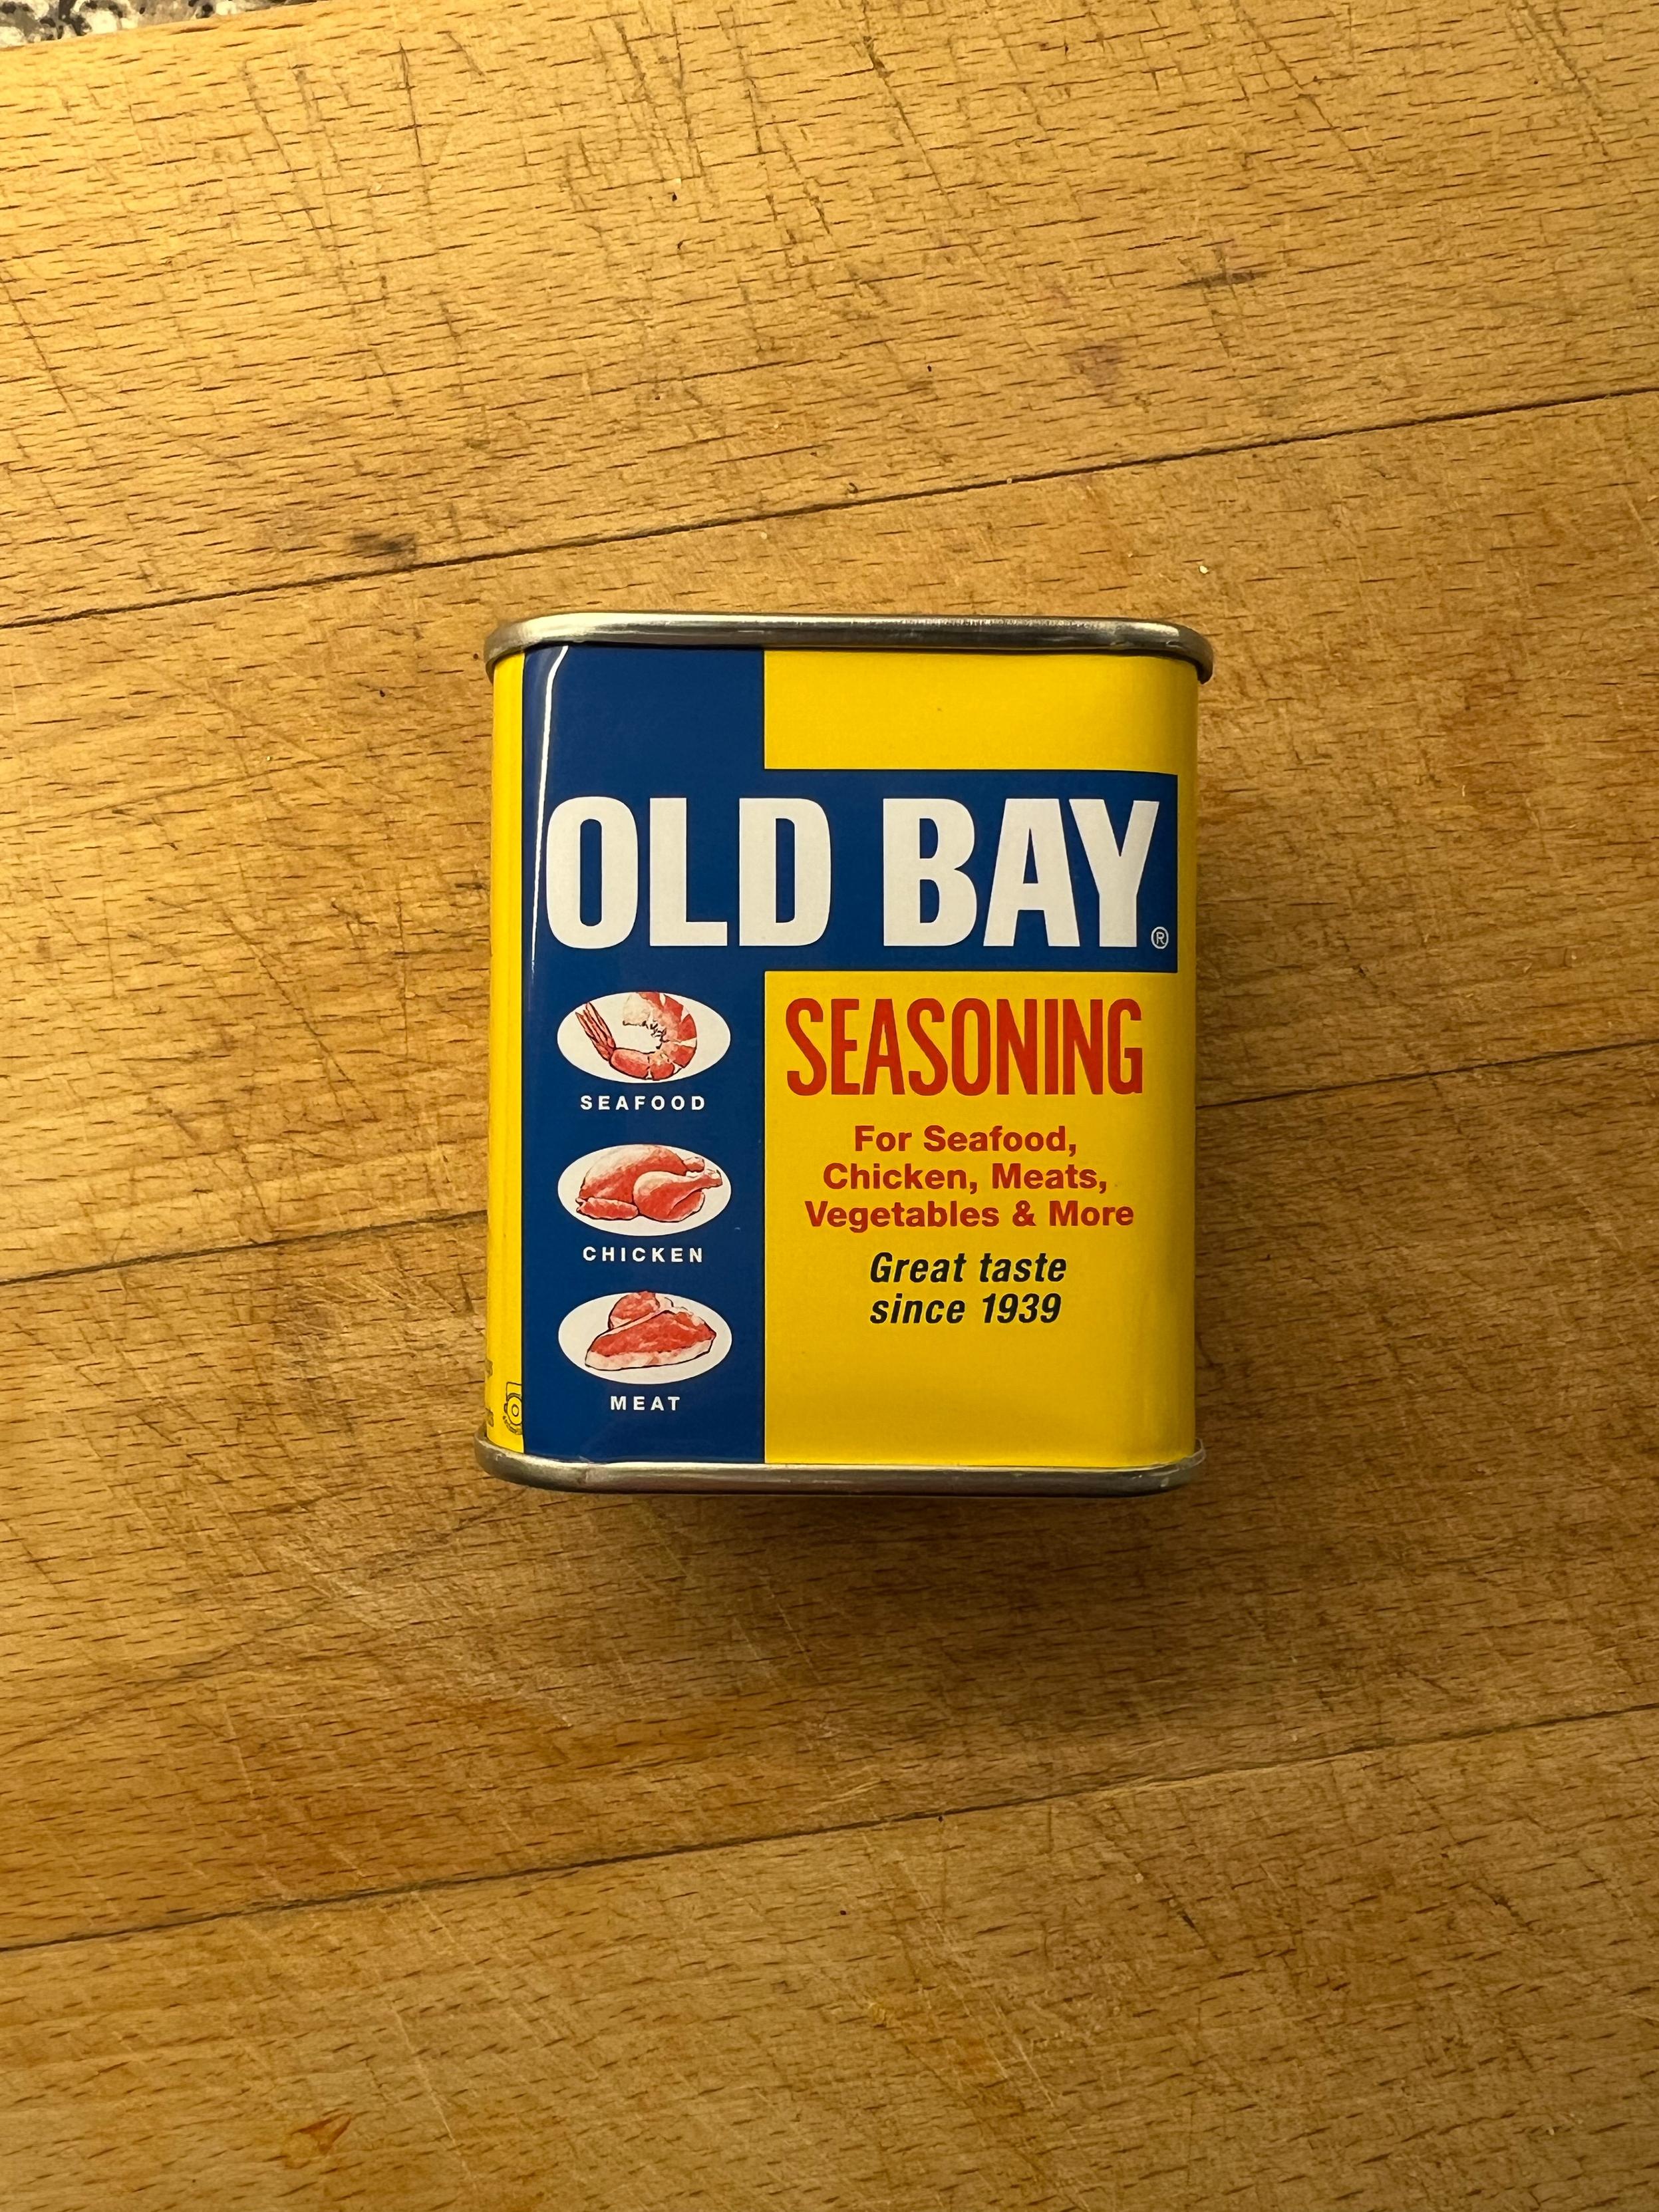 OLD BAY®
SEAFOOD
CHICKEN
MEAT
SEASONING
For Seafood,
Chicken, Meats,
Vegetables & More
Great taste
since 1939